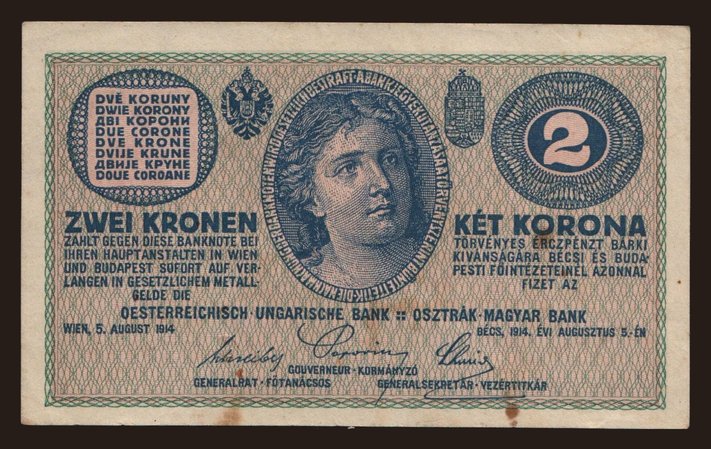 DVĚ KORUNY
DWIE KORONY
ДВІ КОРОНИ
DUE CORONE
DVE KRONE
DVIJE KRUNE
ДВИЈЕ КРУНЕ
DOUE COROANE
2
ZWEI KRONEN
ZAHLT GEGEN DIESE BANKNOTE BEI
IHREN HAUPTANSTALTEN IN WIEN
UND BUDAPEST SOFORT AUF VER-
LANGEN IN GESETZLICHEM METALL-
GELDE DIE
KÉT KORONA
TÖRVÉNYES ÉRCZPÉNZT BÁRKI
KIVÁNSÁGÁRA BÉCSI ÉS BUDA-
PESTI FŐINTÉZETEINÉL AZONNAL
FIZET AZ
OESTERREICHISCH-UNGARISCHE BANK :: OSZTRÁK-MAGYAR BANK
WIEN, 5. AUGUST 1914
BÉCS, 1914. ÉVI AUGUSZTUS 5.-ÉN
GOUVERNEUR · KORMÁNYZÓ
GENERALRAT · FŐTANÁCSOS
GENERALSEKRETÄR · VEZÉRTITKÁR